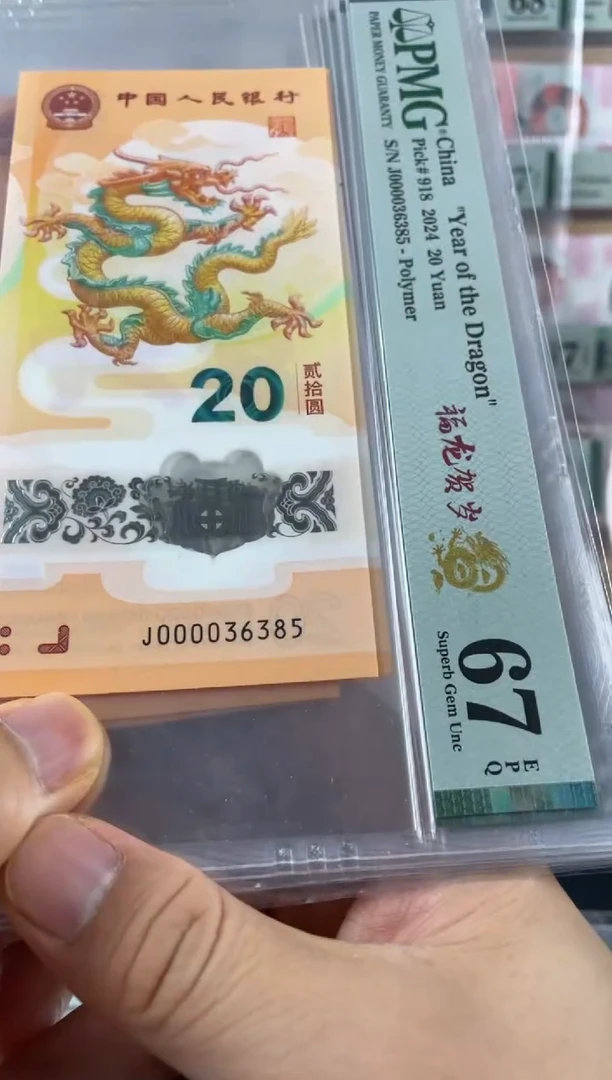 中国人民银行
20
贰拾圆
J000036385
PMG®
PAPER MONEY GUARANTY
China "Year of the Dragon"
Pick# 918 2024 20 Yuan
S/N J000036385 - Polymer
福龙贺岁
67 EPQ
Superb Gem Unc
68